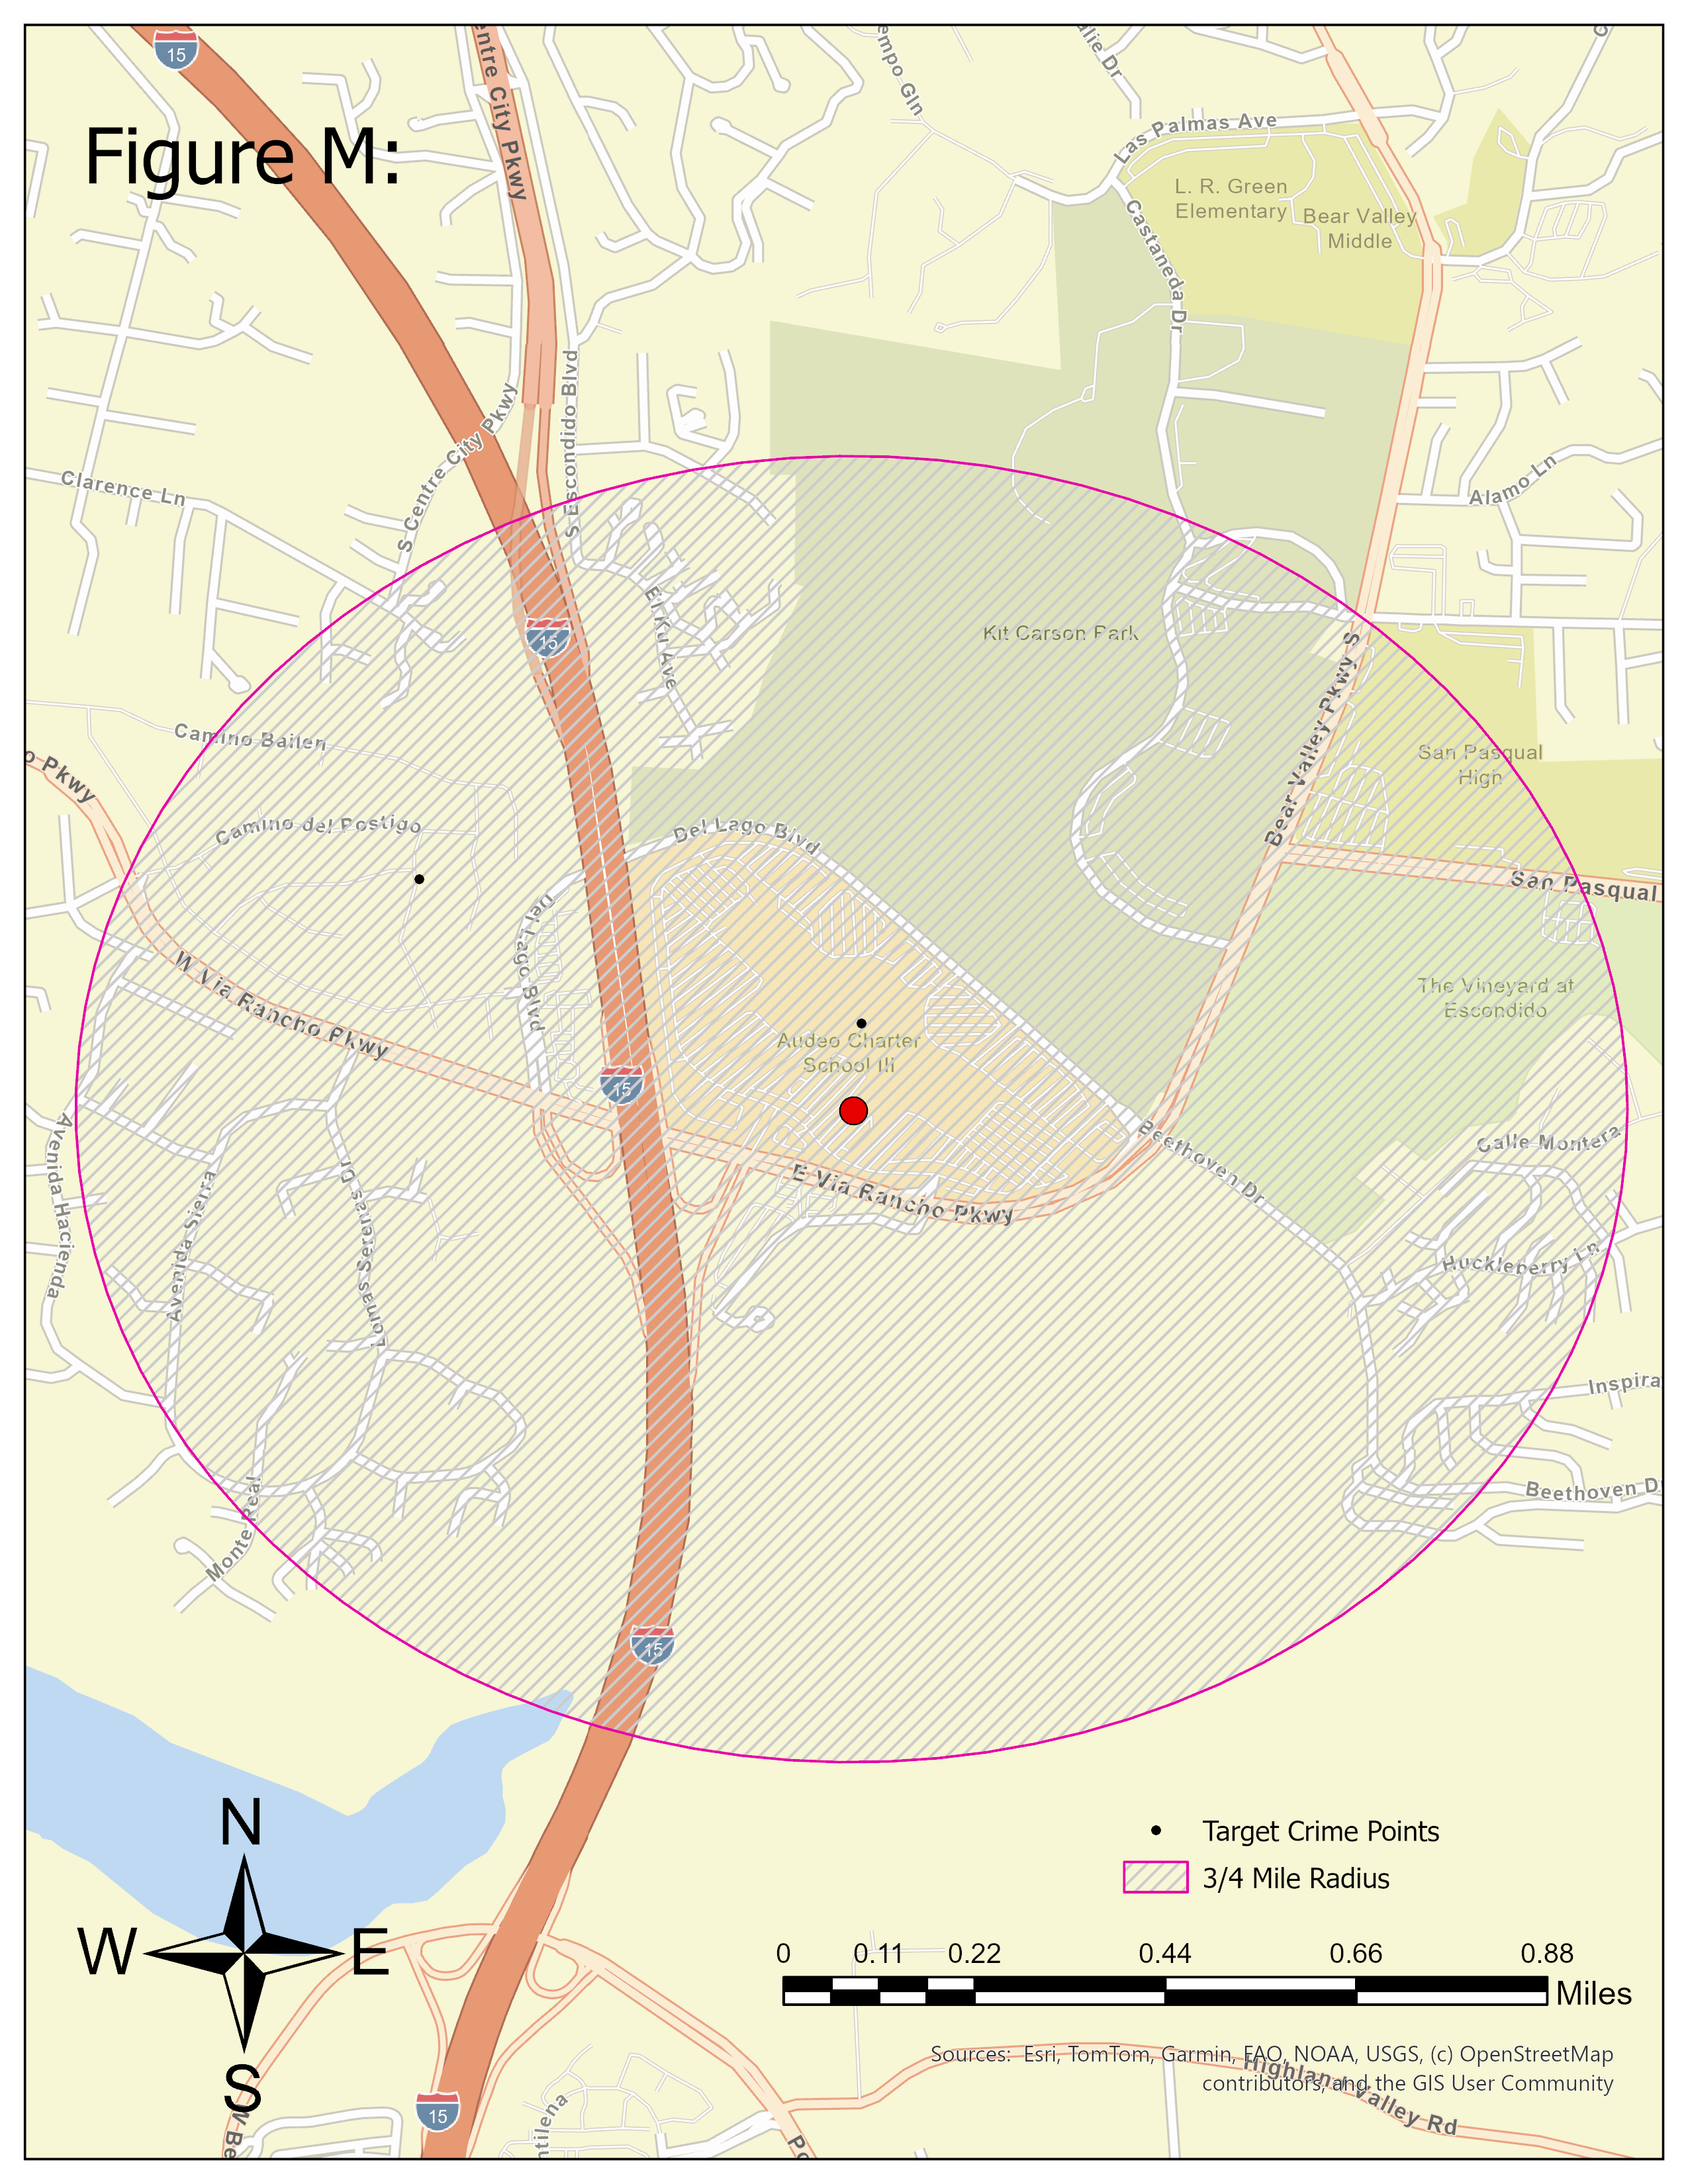 15
Centre City Pkwy
empo Gln
alie Dr
Figure M:
Las Palmas Ave
L. R. Green
Elementary
Bear Valley
Middle
Castaneda Dr
S Escondido Blvd
S Centre City Pkwy
Clarence Ln
Alamo Ln
El Ku Ave
15
Kit Carson Park
Bear Valley Pkwy S
Camino Bailen
o Pkwy
San Pasqual
High
Camino del Postigo
Del Lago Blvd
San Pasqual
Del Lago Blvd
W Via Rancho Pkwy
The Vineyard at
Escondido
Audeo Charter
School III
15
Beethoven Dr
Calle Montera
E Via Rancho Pkwy
Avenida Hacienda
Avenida Sierra
Lomas Serenas Dr
Huckleberry Ln
Inspira
Beethoven D
Monte Real
15
N
W
E
S
Target Crime Points
3/4 Mile Radius
0 0.11 0.22 0.44 0.66 0.88
Miles
Sources: Esri, TomTom, Garmin, FAO, NOAA, USGS, (c) OpenStreetMap
contributors, and the GIS User Community
Highland Valley Rd
15
W Be
ntilena
Po